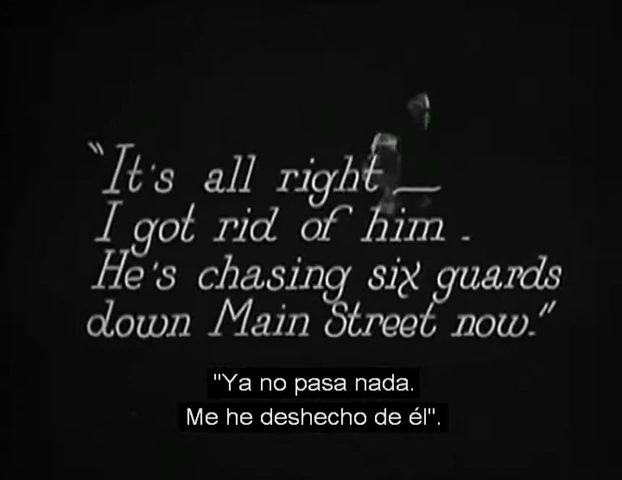 "It's all right —
I got rid of him -
He's chasing six guards
down Main Street now."
"Ya no pasa nada.
Me he deshecho de él".